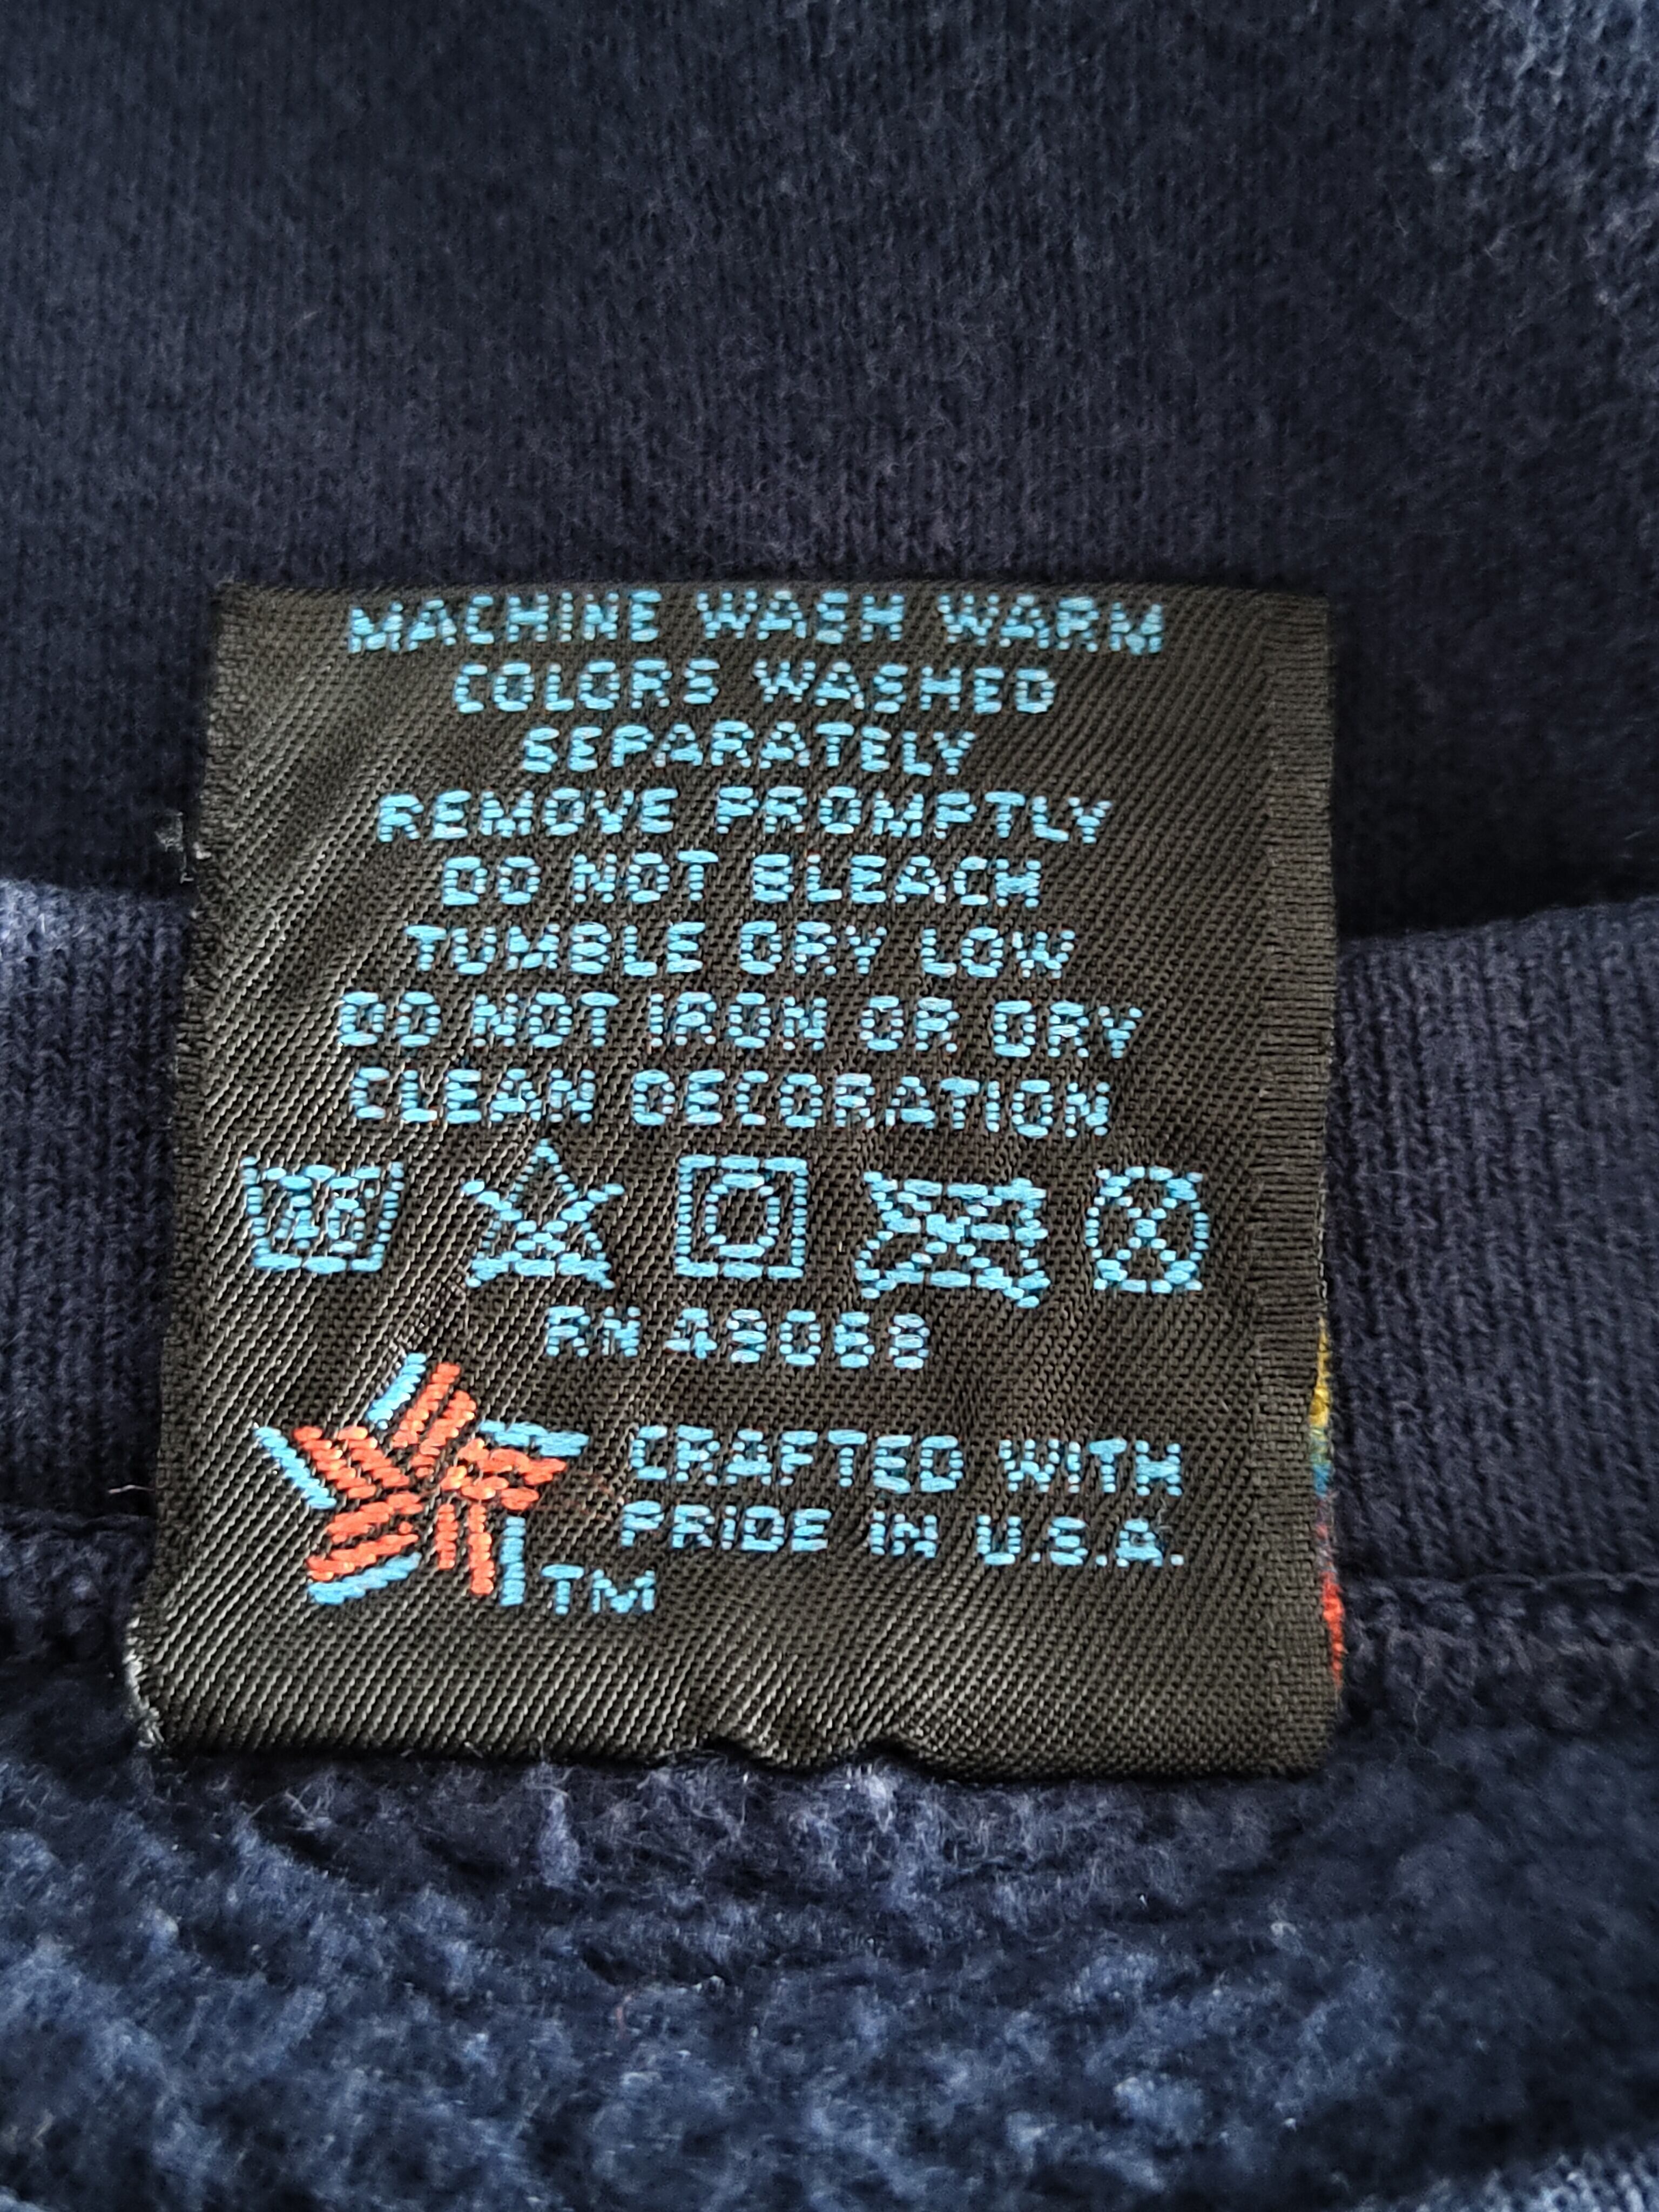 MACHINE WASH WARM
COLORS WASHED
SEPARATELY
REMOVE PROMPTLY
DO NOT BLEACH
TUMBLE DRY LOW
DO NOT IRON OR DRY
CLEAN DECORATION
RN
CRAFTED WITH
PRIDE IN U.S.A.
TM